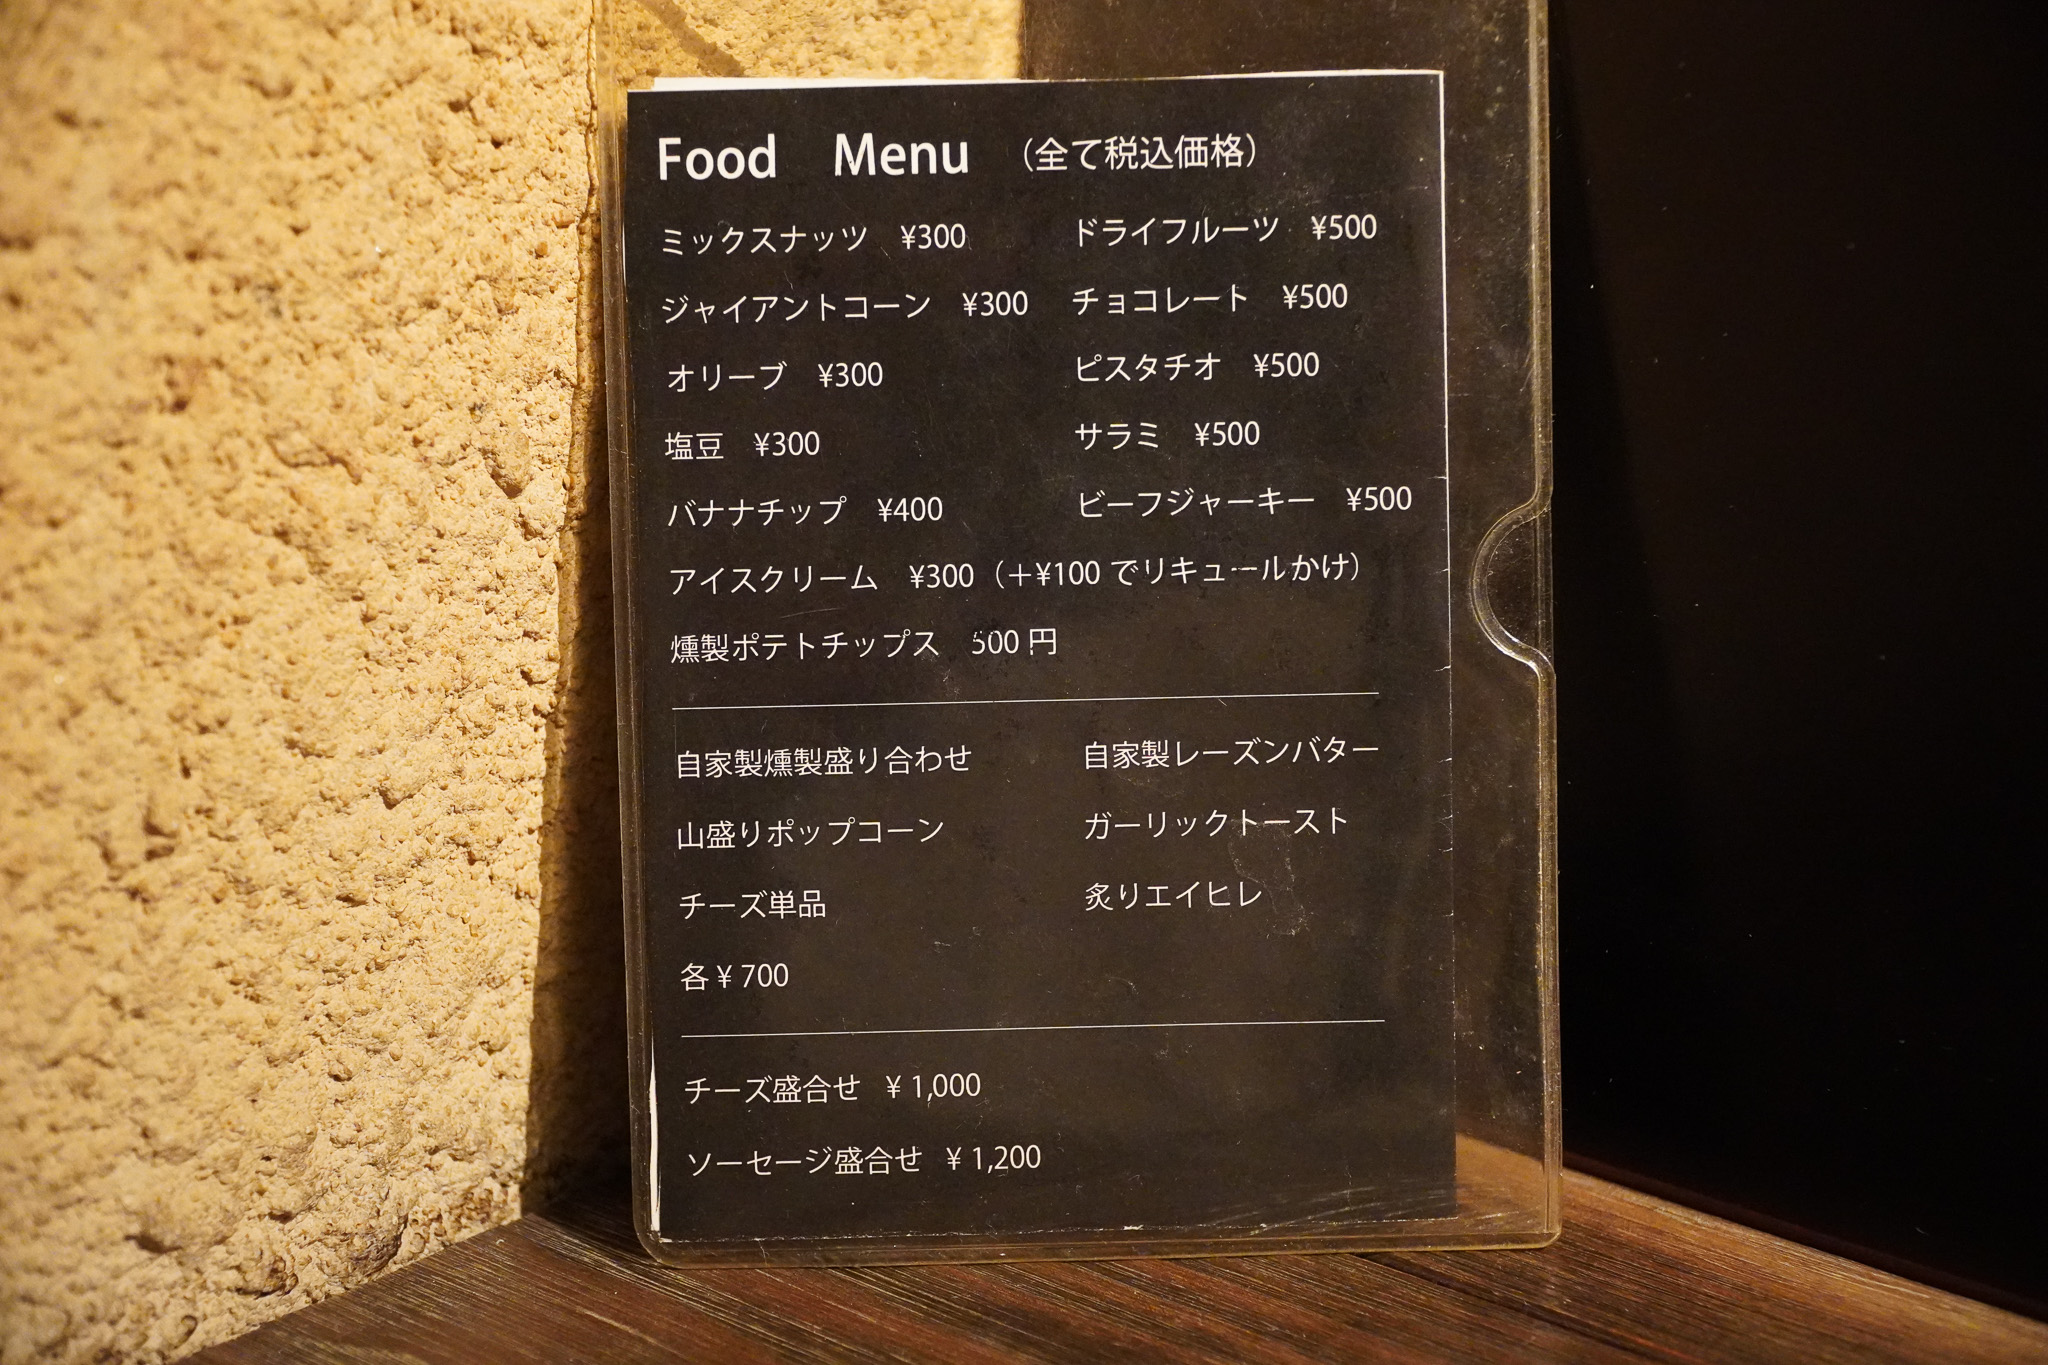 Food Menu （全て税込価格）
ミックスナッツ ¥300 ドライフルーツ ¥500
ジャイアントコーン ¥300 チョコレート ¥500
オリーブ ¥300 ピスタチオ ¥500
塩豆 ¥300 サラミ ¥500
バナナチップ ¥400 ビーフジャーキー ¥500
アイスクリーム ¥300（＋¥100 でリキュールかけ）
燻製ポテトチップス 500 円
自家製燻製盛り合わせ 自家製レーズンバター
山盛りポップコーン ガーリックトースト
チーズ単品 炙りエイヒレ
各 ¥ 700
チーズ盛合せ ¥ 1,000
ソーセージ盛合せ ¥ 1,200